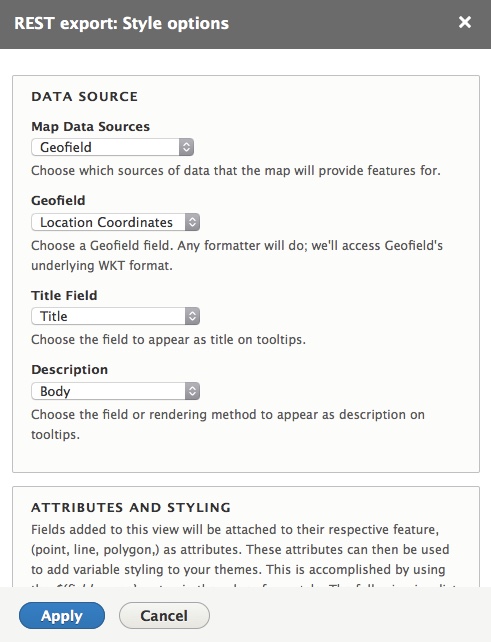 REST export: Style options
DATA SOURCE
Map Data Sources
Geofield
Choose which sources of data that the map will provide features for.
Geofield
Location Coordinates
Choose a Geofield field. Any formatter will do; we'll access Geofield's
underlying WKT format.
Title Field
Title
Choose the field to appear as title on tooltips.
Description
Body
Choose the field or rendering method to appear as description on
tooltips.
ATTRIBUTES AND STYLING
Fields added to this view will be attached to their respective feature,
(point, line, polygon,) as attributes. These attributes can then be used
to add variable styling to your themes. This is accomplished by using
Apply
Cancel